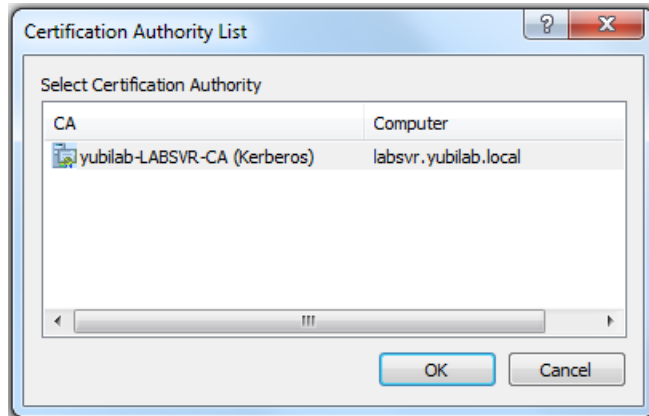 Certification Authority List
Select Certification Authority
CA Computer
yubilab-LABSVR-CA (Kerberos) labsvr.yubilab.local
OK Cancel